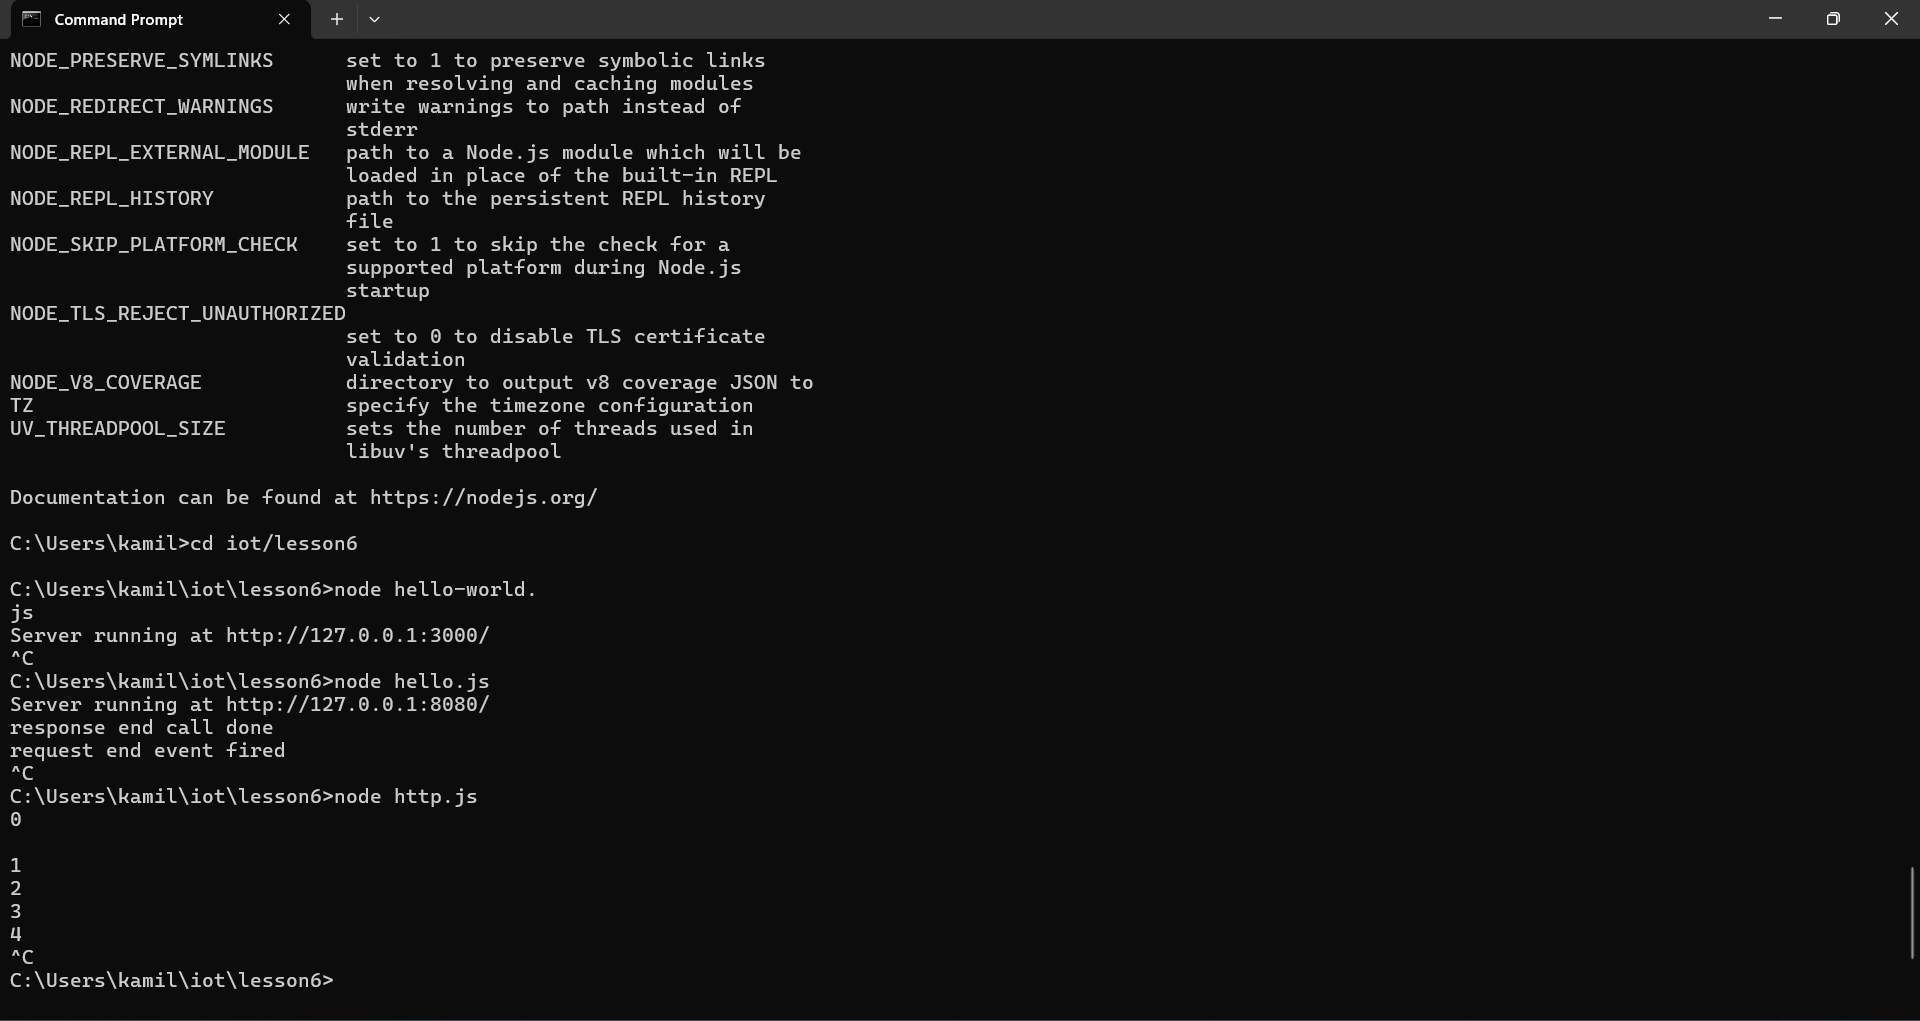 Command Prompt
NODE_PRESERVE_SYMLINKS      set to 1 to preserve symbolic links
                            when resolving and caching modules
NODE_REDIRECT_WARNINGS      write warnings to path instead of
                            stderr
NODE_REPL_EXTERNAL_MODULE   path to a Node.js module which will be
                            loaded in place of the built-in REPL
NODE_REPL_HISTORY           path to the persistent REPL history
                            file
NODE_SKIP_PLATFORM_CHECK    set to 1 to skip the check for a
                            supported platform during Node.js
                            startup
NODE_TLS_REJECT_UNAUTHORIZED
                            set to 0 to disable TLS certificate
                            validation
NODE_V8_COVERAGE            directory to output v8 coverage JSON to
TZ                          specify the timezone configuration
UV_THREADPOOL_SIZE          sets the number of threads used in
                            libuv's threadpool

Documentation can be found at https://nodejs.org/

C:\Users\kamil>cd iot/lesson6

C:\Users\kamil\iot\lesson6>node hello-world.
js
Server running at http://127.0.0.1:3000/
^C
C:\Users\kamil\iot\lesson6>node hello.js
Server running at http://127.0.0.1:8080/
response end call done
request end event fired
^C
C:\Users\kamil\iot\lesson6>node http.js
0

1
2
3
4
^C
C:\Users\kamil\iot\lesson6>